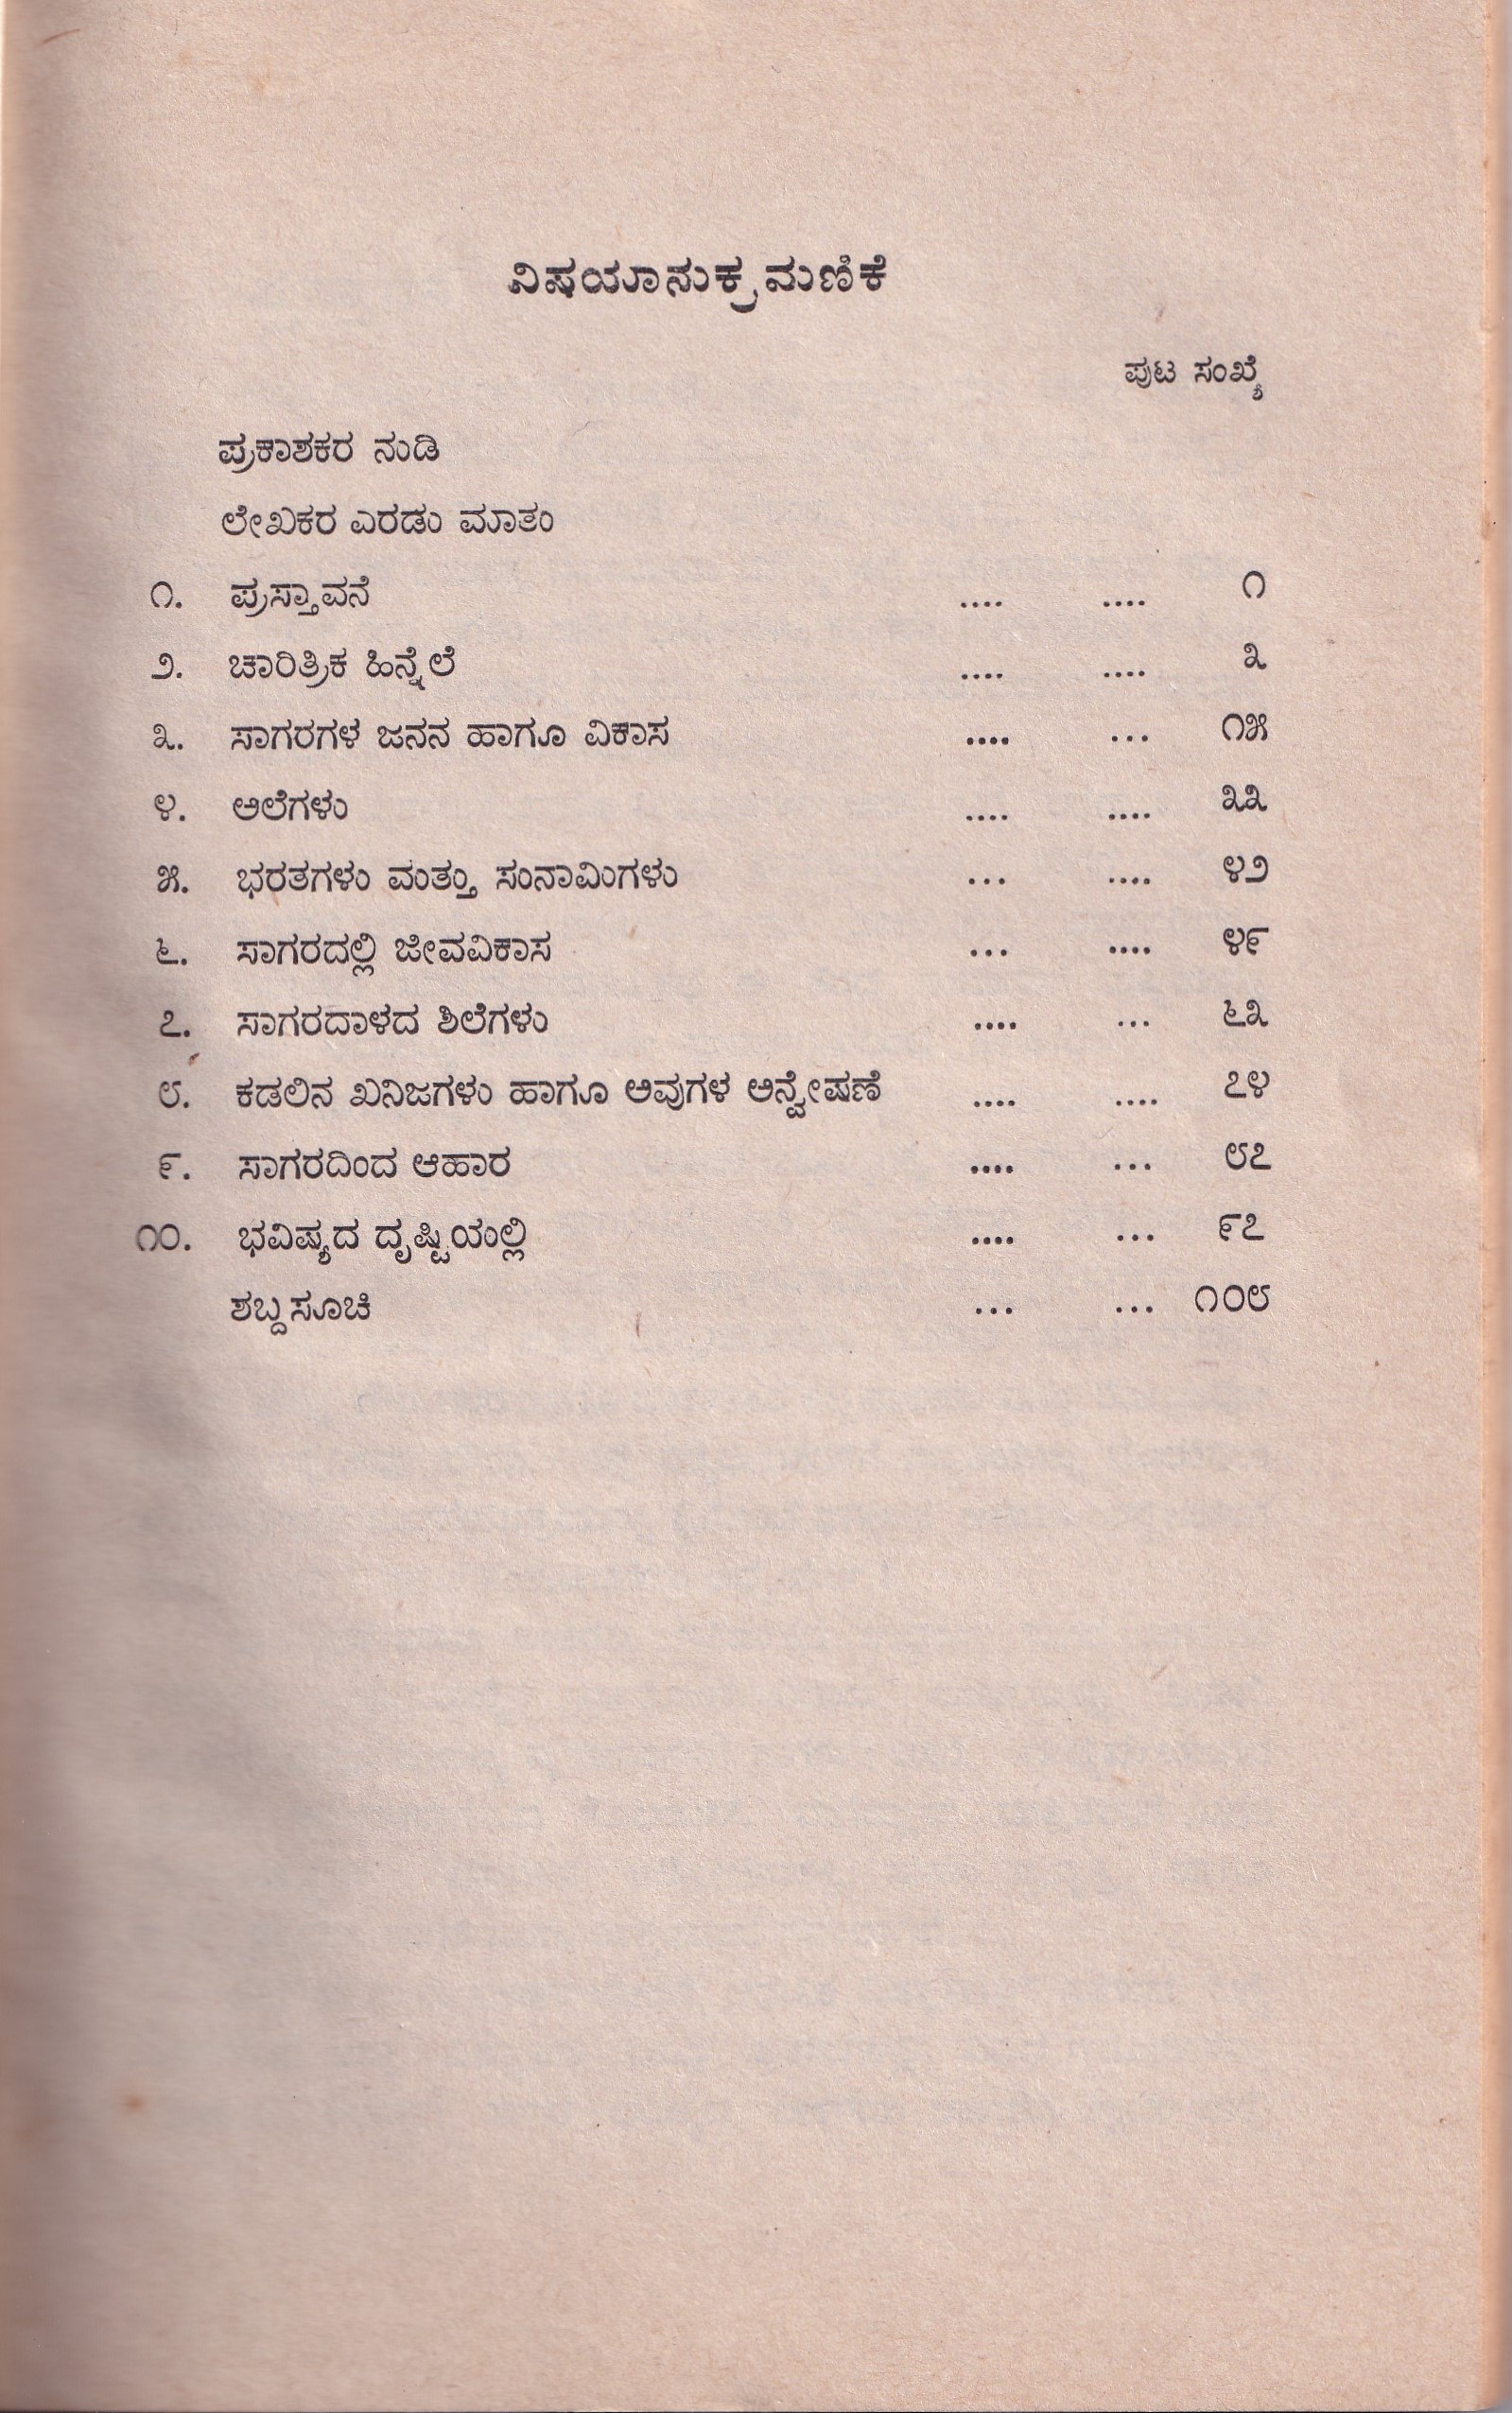 ವಿಷಯಾನುಕ್ರಮಣಿಕೆ
ಪುಟ ಸಂಖ್ಯೆ
ಪ್ರಕಾಶಕರ ನುಡಿ
ಲೇಖಕರ ಎರಡು ಮಾತು
೧. ಪ್ರಸ್ತಾವನೆ .... .... ೧
೨. ಚಾರಿತ್ರಿಕ ಹಿನ್ನೆಲೆ .... .... ೩
೩. ಸಾಗರಗಳ ಜನನ ಹಾಗೂ ವಿಕಾಸ .... ... ೧೫
೪. ಅಲೆಗಳು .... .... ೩೩
೫. ಭರತಗಳು ಮತ್ತು ಸುನಾಮಿಗಳು ... .... ೪೨
೬. ಸಾಗರದಲ್ಲಿ ಜೀವವಿಕಾಸ ... .... ೪೯
೭. ಸಾಗರದಾಳದ ಶಿಲೆಗಳು .... ... ೬೩
೮. ಕಡಲಿನ ಖನಿಜಗಳು ಹಾಗೂ ಅವುಗಳ ಅನ್ವೇಷಣೆ .... .... ೭೪
೯. ಸಾಗರದಿಂದ ಆಹಾರ .... ... ೮೭
೧೦. ಭವಿಷ್ಯದ ದೃಷ್ಟಿಯಲ್ಲಿ .... ... ೯೭
ಶಬ್ದಸೂಚಿ ... ... ೧೦೮